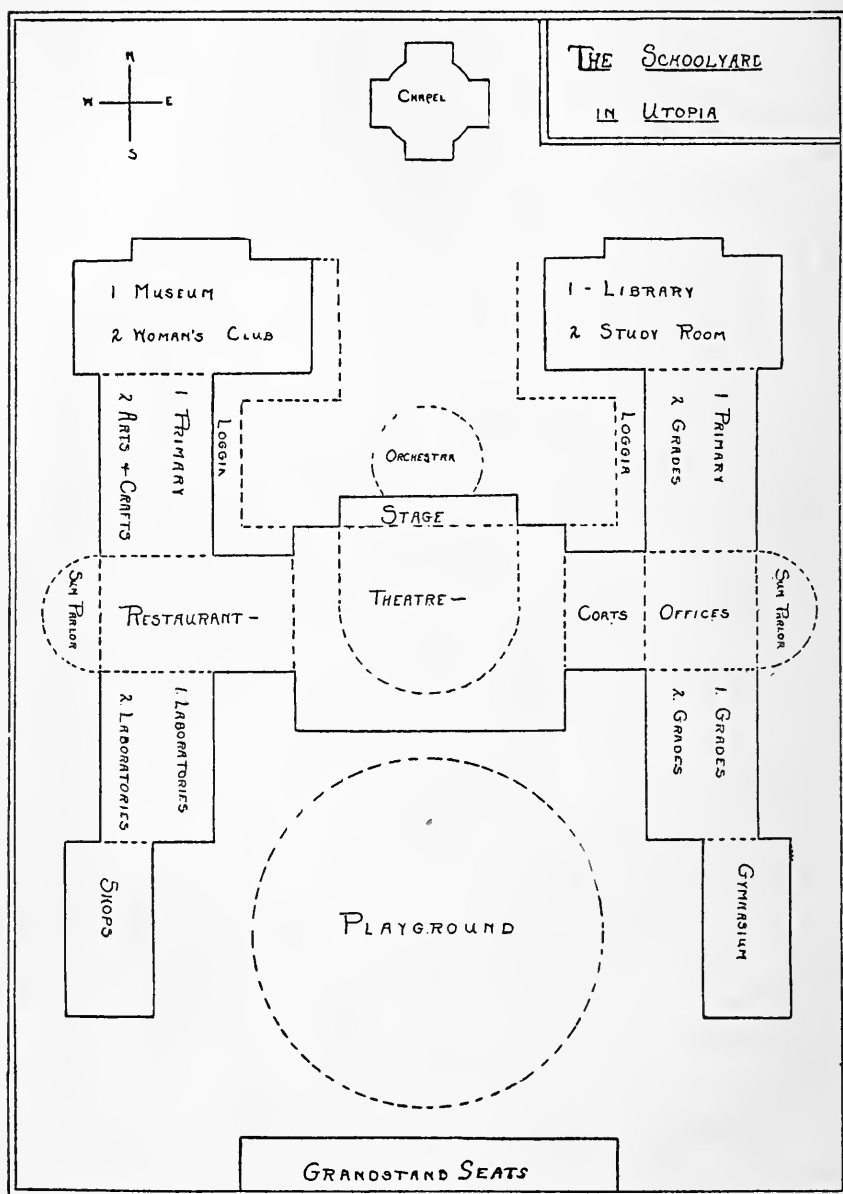 THE SCHOOLYARD
IN UTOPIA
N
W E
S
CHAPEL
1 MUSEUM
2 WOMAN'S CLUB
1 - LIBRARY
2 STUDY ROOM
1 PRIMARY
2 ARTS + CRAFTS
LOGGIA
ORCHESTRA
LOGGIA
1 PRIMARY
2 GRADES
STAGE
SUN PARLOR
RESTAURANT -
THEATRE -
COATS
OFFICES
SUN PARLOR
1. LABORATORIES
2. LABORATORIES
1. GRADES
2. GRADES
SHOPS
PLAYGROUND
GYMNASIUM
GRANDSTAND SEATS